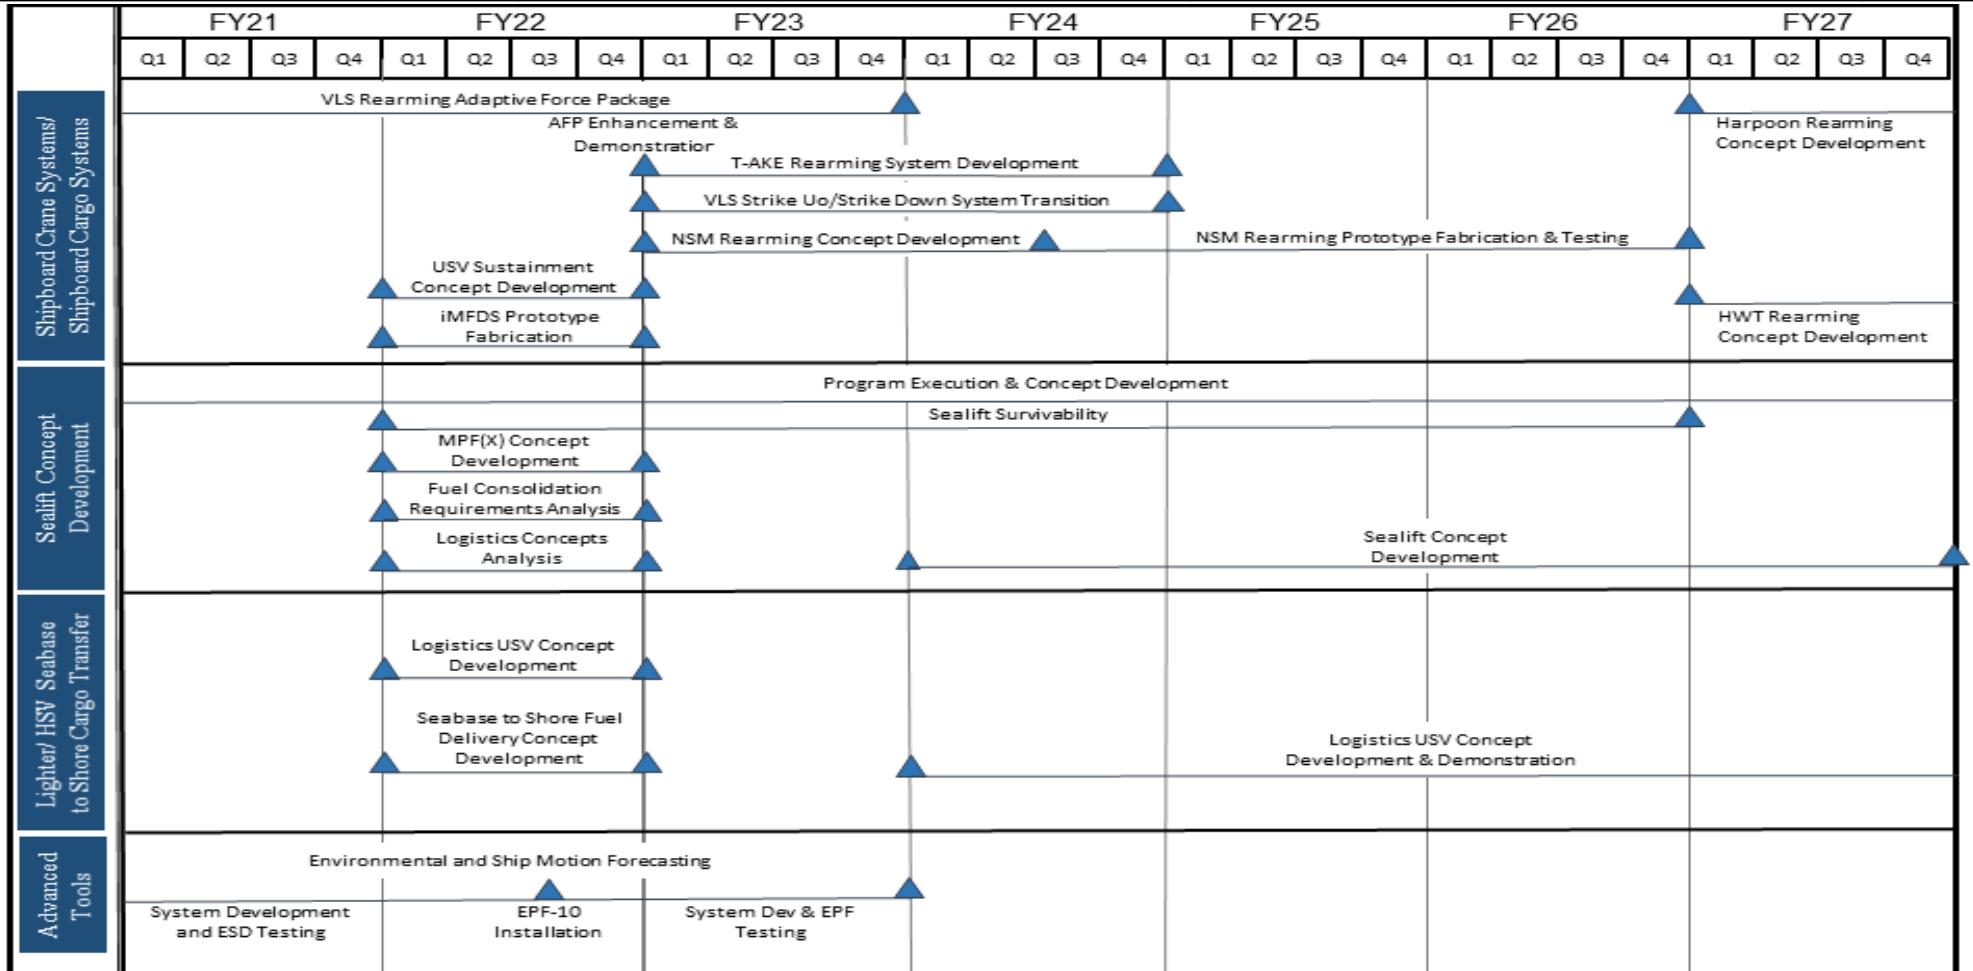 FY21 FY22 FY23 FY24 FY25 FY26 FY27
Q1 Q2 Q3 Q4 Q1 Q2 Q3 Q4 Q1 Q2 Q3 Q4 Q1 Q2 Q3 Q4 Q1 Q2 Q3 Q4 Q1 Q2 Q3 Q4 Q1 Q2 Q3 Q4
Shipboard Crane Systems/
Shipboard Cargo Systems
VLS Rearming Adaptive Force Package
AFP Enhancement &
Demonstration
Harpoon Rearming
Concept Development
T-AKE Rearming System Development
VLS Strike Uo/Strike Down System Transition
NSM Rearming Concept Development
NSM Rearming Prototype Fabrication & Testing
USV Sustainment
Concept Development
iMFDS Prototype
Fabrication
HWT Rearming
Concept Development
Sealift Concept
Development
Program Execution & Concept Development
Sealift Survivability
MPF(X) Concept
Development
Fuel Consolidation
Requirements Analysis
Logistics Concepts
Analysis
Sealift Concept
Development
Lighter/ HSV Seabase
to Shore Cargo Transfer
Logistics USV Concept
Development
Seabase to Shore Fuel
Delivery Concept
Development
Logistics USV Concept
Development & Demonstration
Advanced
Tools
Environmental and Ship Motion Forecasting
System Development
and ESD Testing
EPF-10
Installation
System Dev & EPF
Testing